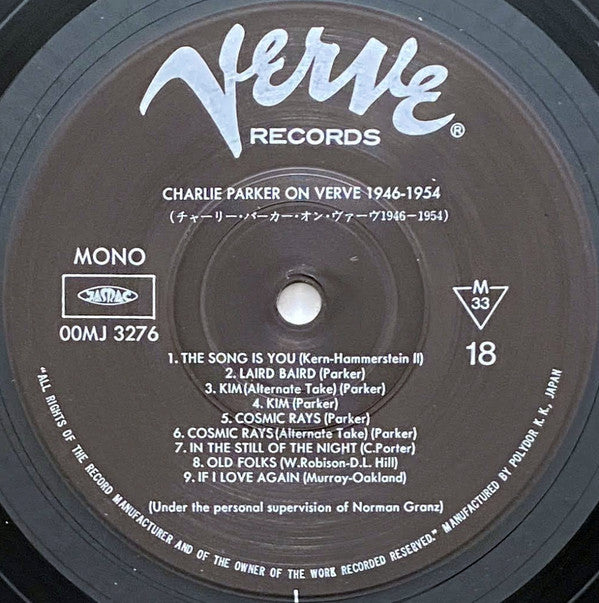 Verve®
RECORDS
CHARLIE PARKER ON VERVE 1946-1954
(チャーリー・パーカー・オン・ヴァーヴ1946－1954)
MONO
JASRAC
00MJ 3276
M
33
18
1. THE SONG IS YOU (Kern-Hammerstein II)
2. LAIRD BAIRD (Parker)
3. KIM(Alternate Take) (Parker)
4. KIM (Parker)
5. COSMIC RAYS (Parker)
6. COSMIC RAYS(Alternate Take) (Parker)
7. IN THE STILL OF THE NIGHT (C.Porter)
8. OLD FOLKS (W.Robison-D.L. Hill)
9. IF I LOVE AGAIN (Murray-Oakland)
(Under the personal supervision of Norman Granz)
"ALL RIGHTS OF THE RECORD MANUFACTURER AND OF THE OWNER OF THE WORK RECORDED RESERVED." MANUFACTURED BY POLYDOR K. K., JAPAN